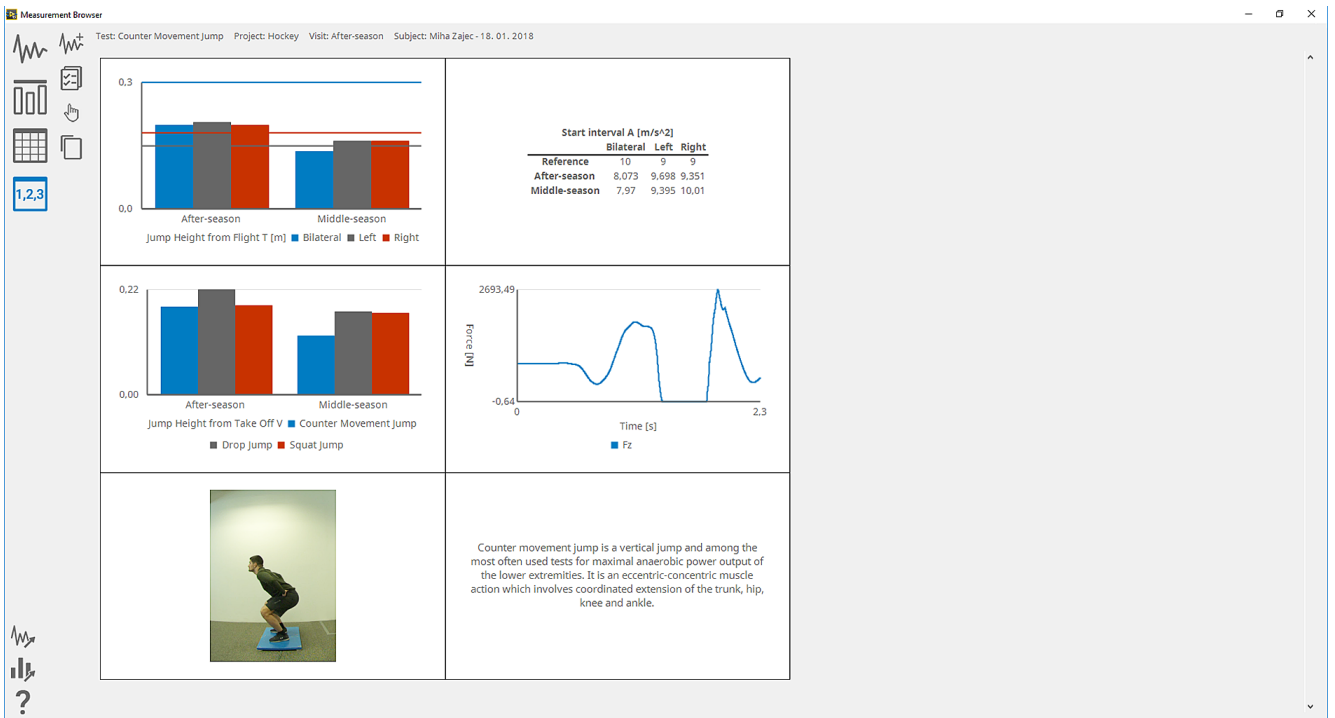 Measurement Browser
Test: Counter Movement Jump Project: Hockey Visit: After-season Subject: Miha Zajec - 18. 01. 2018
1,2,3
0,3
0,0
After-season Middle-season
Jump Height from Flight T [m] Bilateral Left Right
Start interval A [m/s^2]
Bilateral Left Right
Reference 10 9 9
After-season 8,073 9,698 9,351
Middle-season 7,97 9,395 10,01
0,22
0,00
After-season Middle-season
Jump Height from Take Off V Counter Movement Jump
Drop Jump Squat Jump
2693,49
Force [N]
-0.64
0 2.3
Time [s]
Fz
Counter movement jump is a vertical jump and among the
most often used tests for maximal anaerobic power output of
the lower extremities. It is an eccentric-concentric muscle
action which involves coordinated extension of the trunk, hip,
knee and ankle.
?